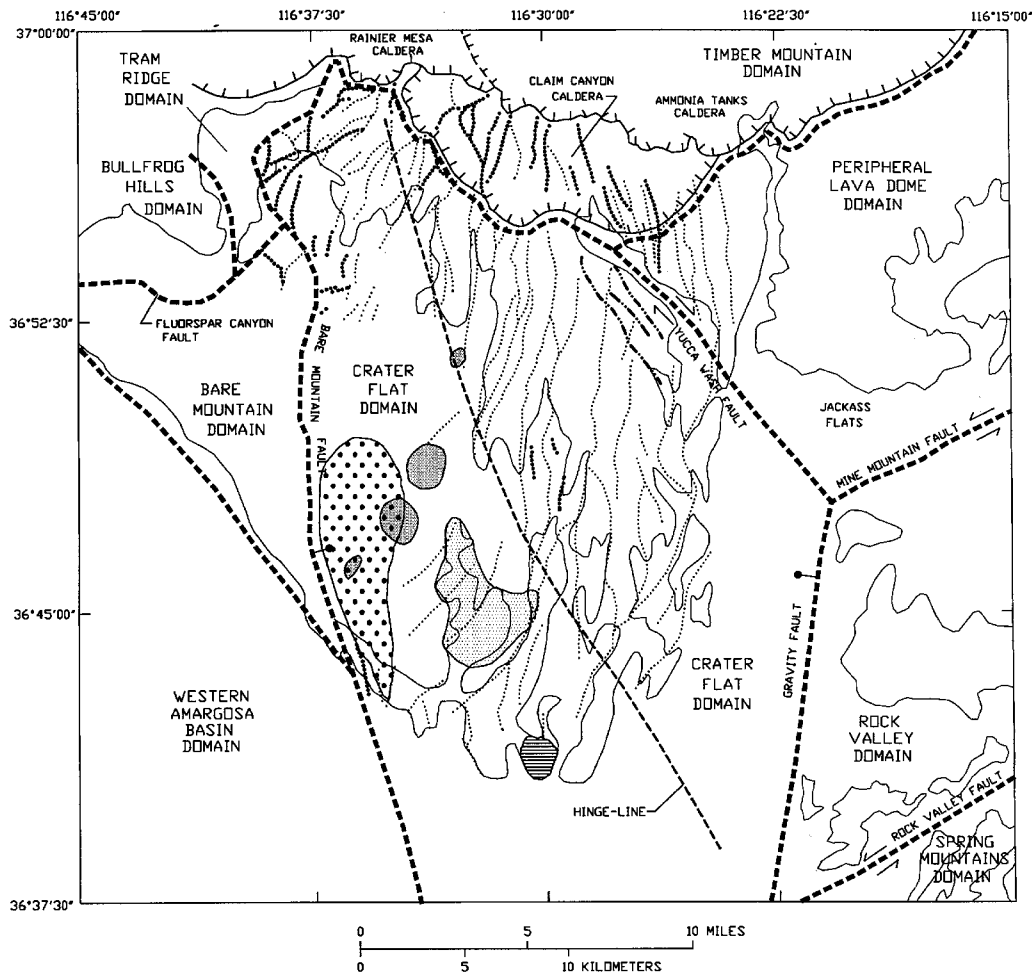 116°45'00"
116°37'30"
116°30'00"
116°22'30"
116°15'00"
37°00'00"
RAINIER MESA
CALDERA
TIMBER MOUNTAIN
DOMAIN
TRAM
RIDGE
DOMAIN
CLAIM CANYON
CALDERA
AMMONIA TANKS
CALDERA
BULLFROG
HILLS
DOMAIN
PERIPHERAL
LAVA DOME
DOMAIN
36°52'30"
FLUORSPAR CANYON
FAULT
BARE MOUNTAIN FAULT
YUCCA WASH FAULT
BARE
MOUNTAIN
DOMAIN
CRATER
FLAT
DOMAIN
JACKASS
FLATS
MINE MOUNTAIN FAULT
36°45'00"
GRAVITY FAULT
CRATER
FLAT
DOMAIN
WESTERN
AMARGOSA
BASIN
DOMAIN
ROCK
VALLEY
DOMAIN
HINGE-LINE
ROCK VALLEY FAULT
SPRING
MOUNTAINS
DOMAIN
36°37'30"
0 5 10 MILES
0 5 10 KILOMETERS